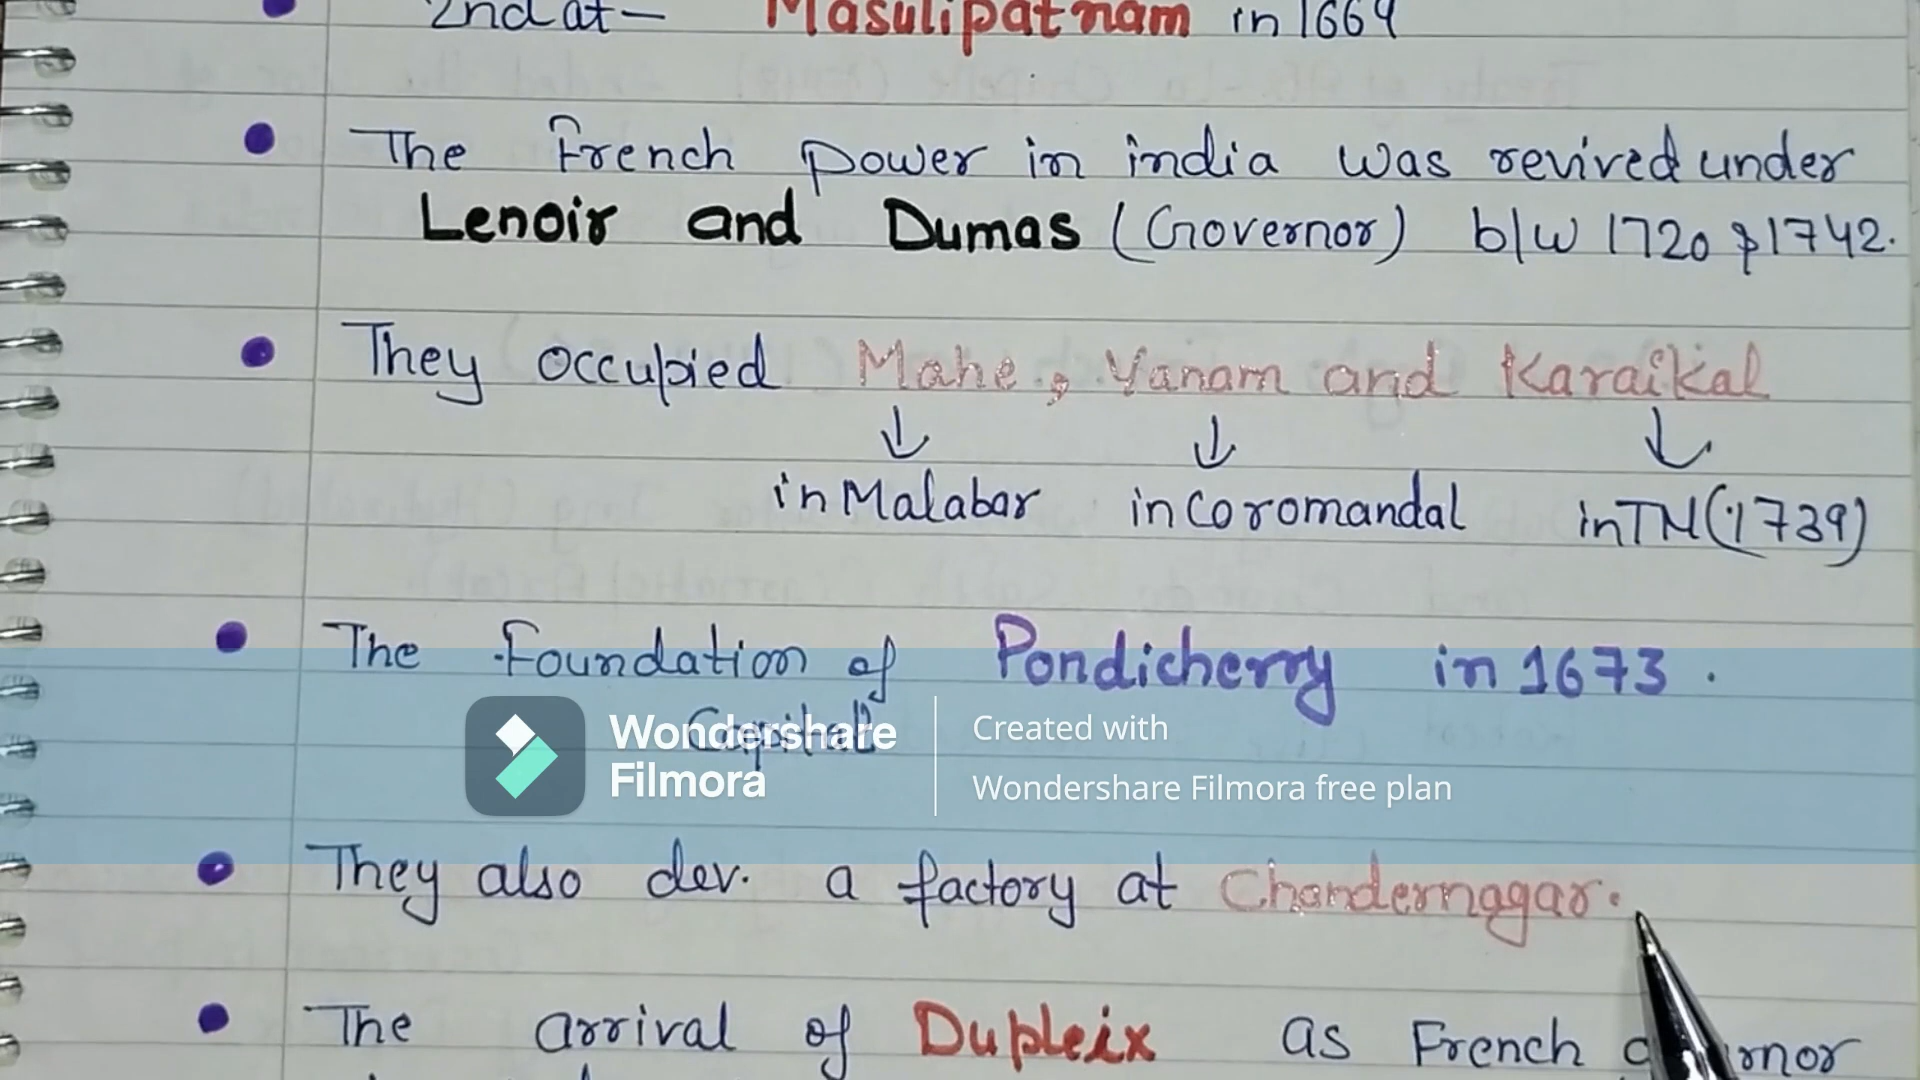 2nd at - Masulipatnam in 1669
The French power in india was revived under
Lenoir and Dumas (Governor) b/w 1720 & 1742.
They occupied Mahe, Yanam and Karaikal
↓ ↓ ↓
in Malabar in Coromandal in TN (1739)
The Foundation of Pondicherry in 1673.
Capital
Wondershare
Filmora
Created with
Wondershare Filmora free plan
They also dev. a factory at Chandernagar.
The arrival of Dupleix as French